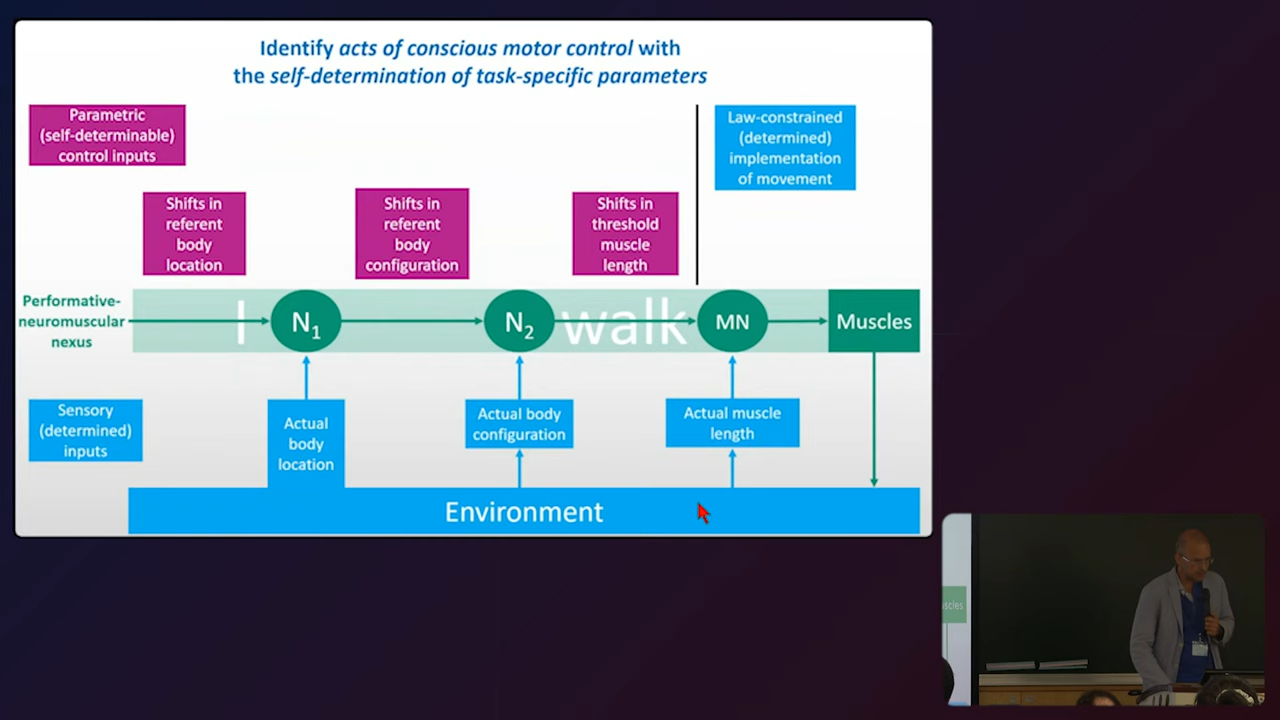 Identify acts of conscious motor control with
the self-determination of task-specific parameters
Parametric
(self-determinable)
control inputs
Law-constrained
(determined)
implementation
of movement
Shifts in
referent
body
location
Shifts in
referent
body
configuration
Shifts in
threshold
muscle
length
Performative-
neuromuscular
nexus
I
N1
N2
walk
MN
Muscles
Sensory
(determined)
inputs
Actual
body
location
Actual body
configuration
Actual muscle
length
Environment